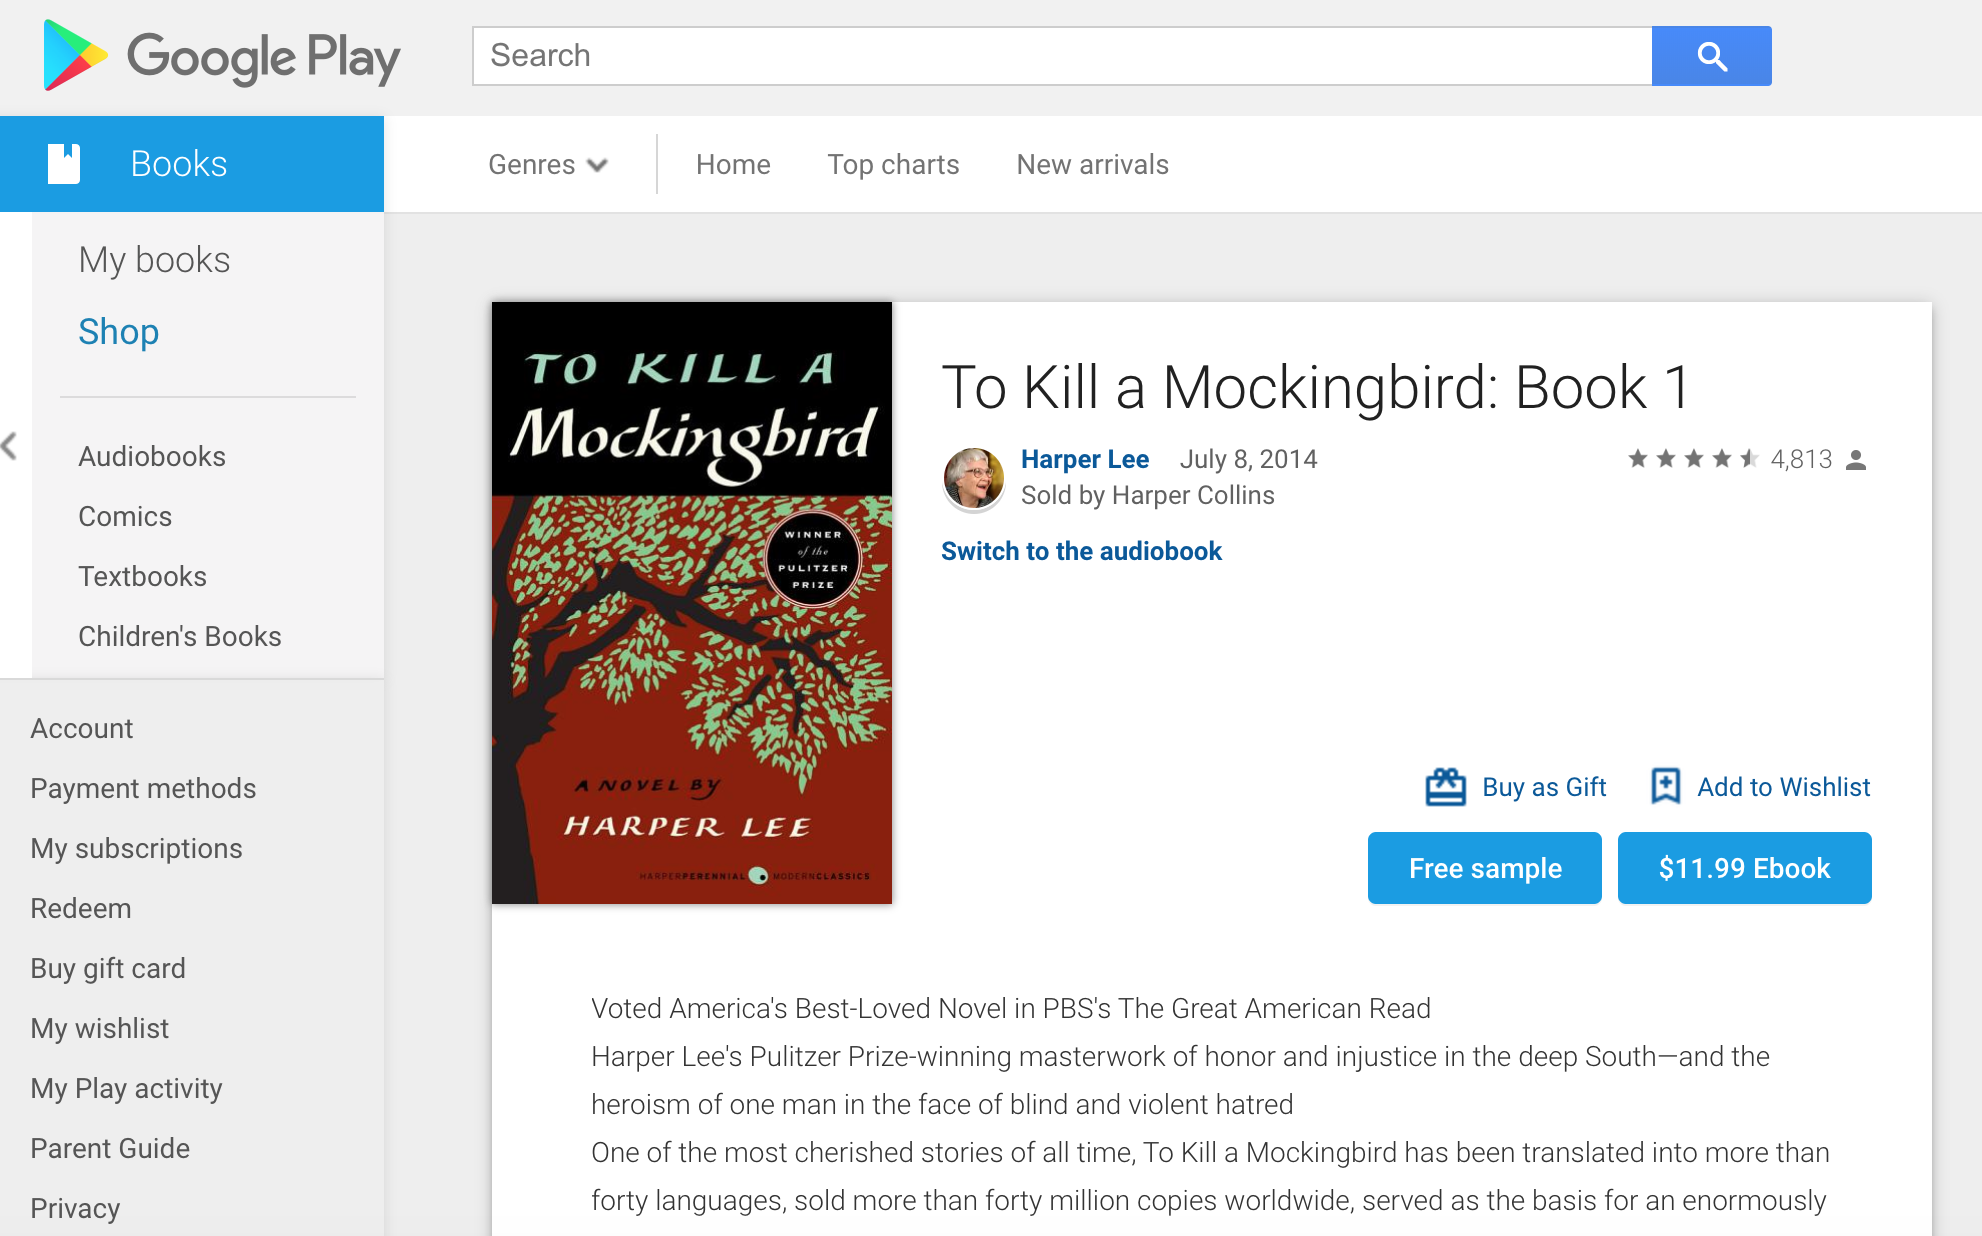 Google Play
Search
Books
Genres
Home
Top charts
New arrivals
My books
Shop
Audiobooks
Comics
Textbooks
Children's Books
Account
Payment methods
My subscriptions
Redeem
Buy gift card
My wishlist
My Play activity
Parent Guide
Privacy
TO KILL A
Mockingbird
WINNER
of the
PULITZER
PRIZE
A NOVEL BY
HARPER LEE
HARPERPERENNIAL MODERNCLASSICS
To Kill a Mockingbird: Book 1
Harper Lee July 8, 2014
4,813
Sold by Harper Collins
Switch to the audiobook
Buy as Gift
Add to Wishlist
Free sample
$11.99 Ebook
Voted America's Best-Loved Novel in PBS's The Great American Read
Harper Lee's Pulitzer Prize-winning masterwork of honor and injustice in the deep South—and the
heroism of one man in the face of blind and violent hatred
One of the most cherished stories of all time, To Kill a Mockingbird has been translated into more than
forty languages, sold more than forty million copies worldwide, served as the basis for an enormously